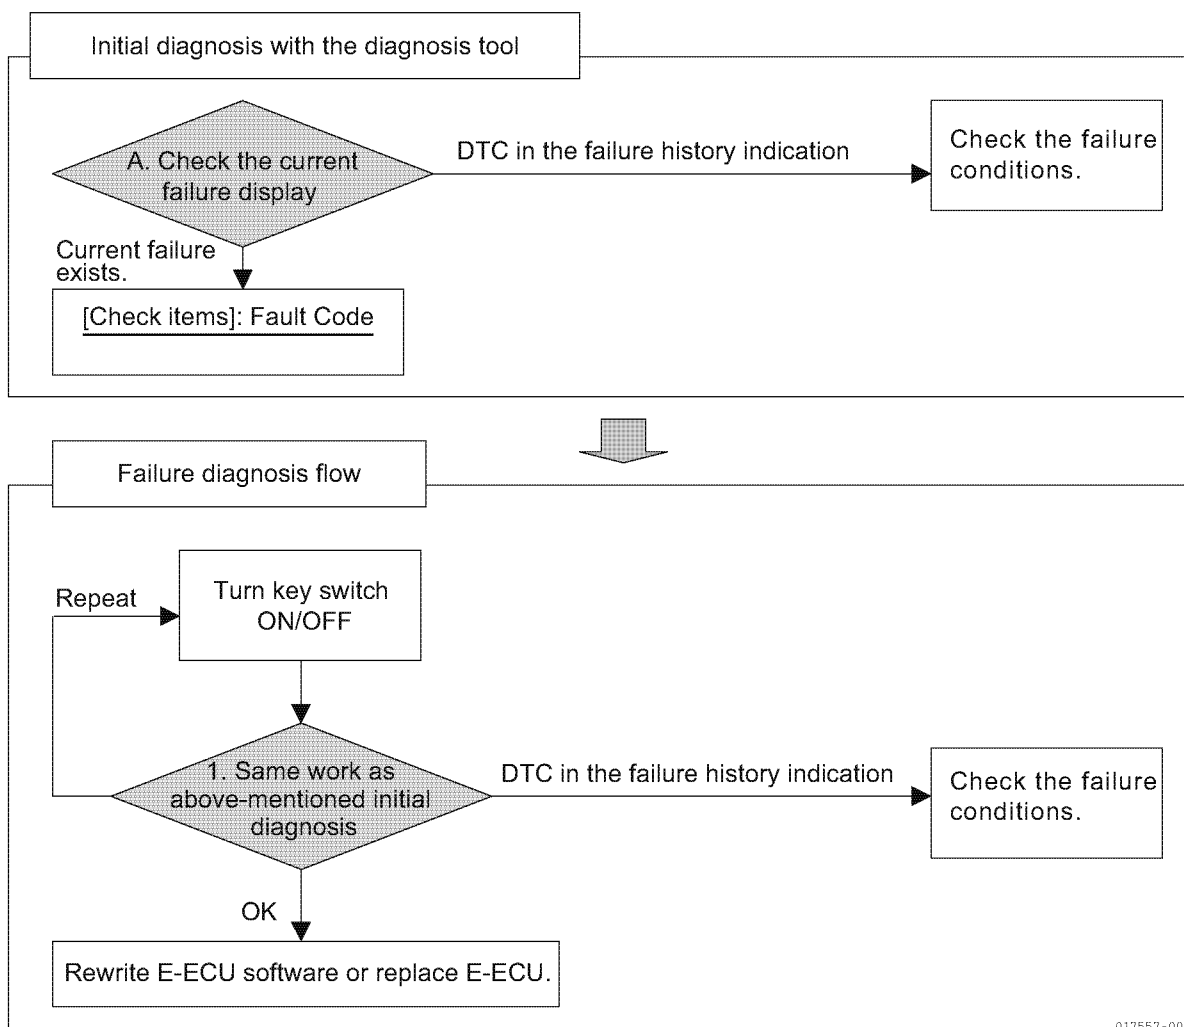 Initial diagnosis with the diagnosis tool
A. Check the current
failure display
DTC in the failure history indication
Check the failure
conditions.
Current failure
exists.
[Check items]: Fault Code
Failure diagnosis flow
Repeat
Turn key switch
ON/OFF
1. Same work as
above-mentioned initial
diagnosis
DTC in the failure history indication
Check the failure
conditions.
OK
Rewrite E-ECU software or replace E-ECU.